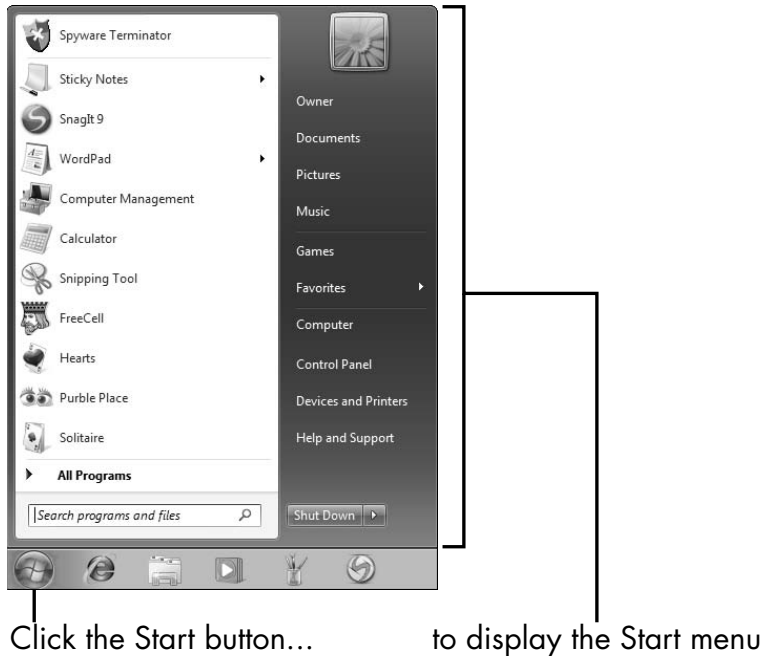 Spyware Terminator
Sticky Notes
SnagIt 9
WordPad
Computer Management
Calculator
Snipping Tool
FreeCell
Hearts
Purble Place
Solitaire
All Programs
Search programs and files
Owner
Documents
Pictures
Music
Games
Favorites
Computer
Control Panel
Devices and Printers
Help and Support
Shut Down
Click the Start button...
to display the Start menu